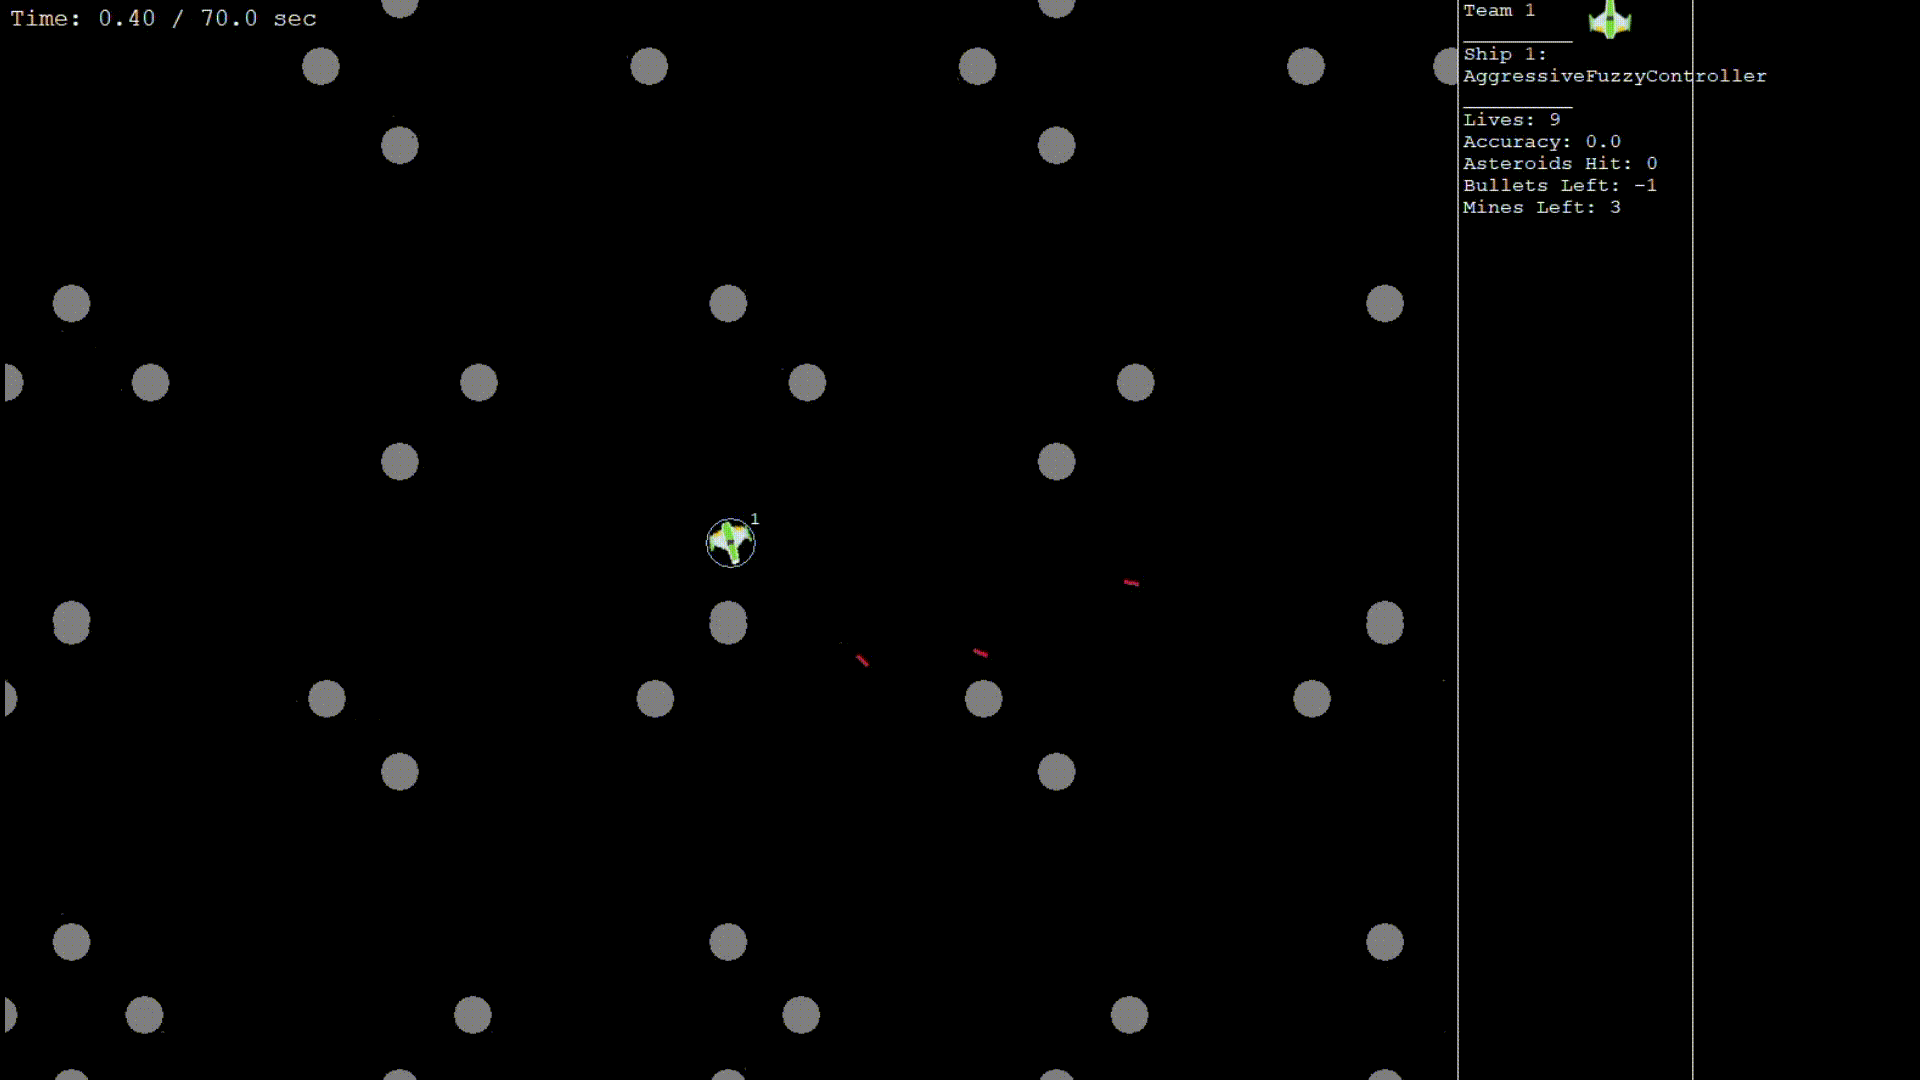 Time: 0.40 / 70.0 sec
Team 1
Ship 1:
AggressiveFuzzyController
Lives: 9
Accuracy: 0.0
Asteroids Hit: 0
Bullets Left: -1
Mines Left: 3
1